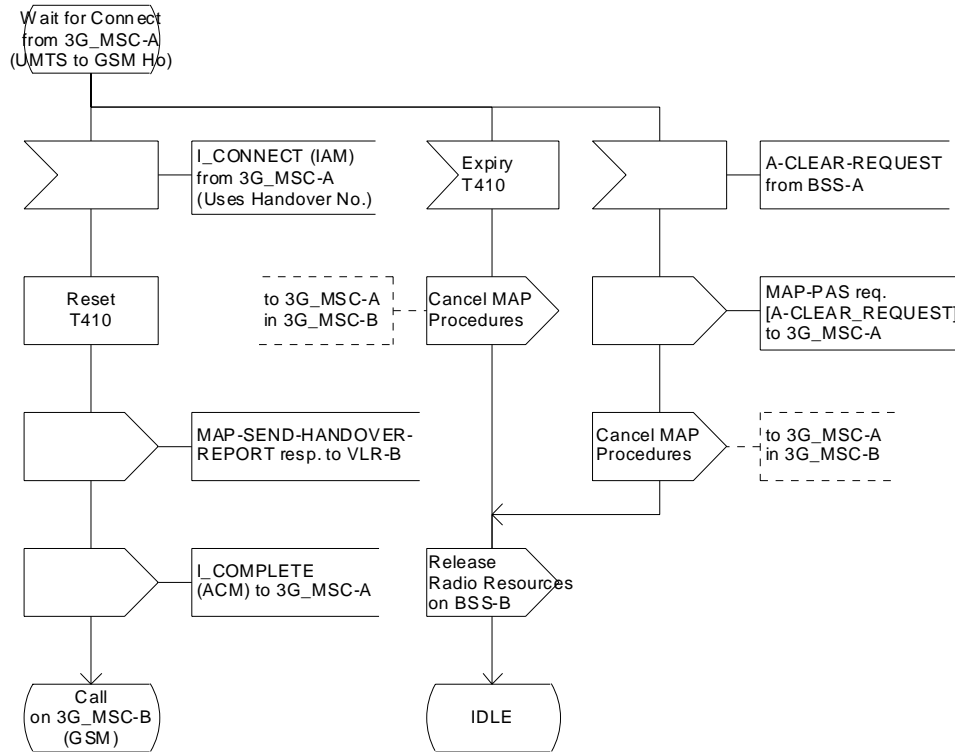 Wait for Connect
from 3G_MSC-A
(UMTS to GSM Ho)
I_CONNECT (IAM)
from 3G_MSC-A
(Uses Handover No.)
Expiry
T410
A-CLEAR-REQUEST
from BSS-A
Reset
T410
to 3G_MSC-A
in 3G_MSC-B
Cancel MAP
Procedures
MAP-PAS req.
[A-CLEAR_REQUEST]
to 3G_MSC-A
MAP-SEND-HANDOVER-
REPORT resp. to VLR-B
Cancel MAP
Procedures
to 3G_MSC-A
in 3G_MSC-B
I_COMPLETE
(ACM) to 3G_MSC-A
Release
Radio Resources
on BSS-B
Call
on 3G_MSC-B
(GSM)
IDLE